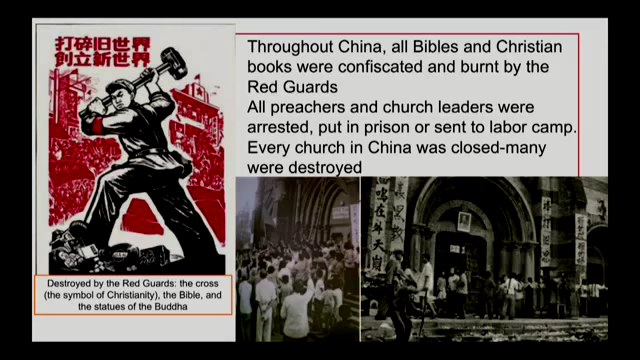 打碎旧世界
創立新世界
Throughout China, all Bibles and Christian
books were confiscated and burnt by the
Red Guards
All preachers and church leaders were
arrested, put in prison or sent to labor camp.
Every church in China was closed-many
were destroyed
Destroyed by the Red Guards: the cross
(the symbol of Christianity), the Bible, and
the statues of the Buddha